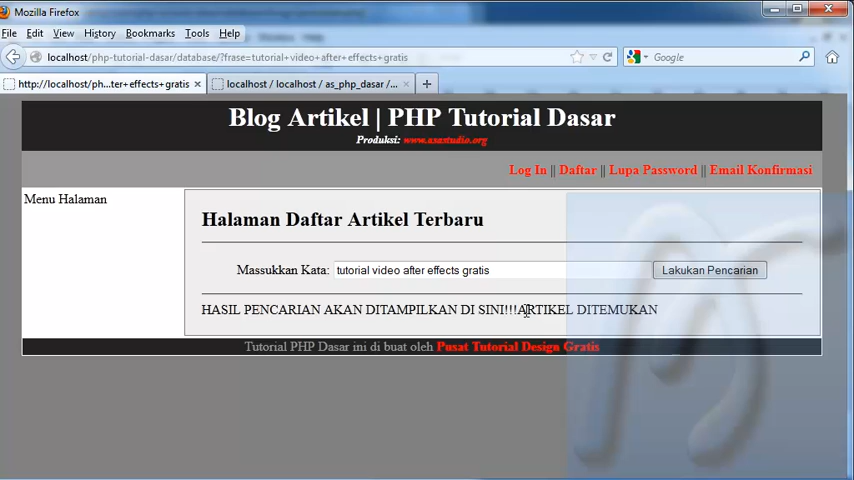 Mozilla Firefox
File Edit View History Bookmarks Tools Help
localhost/php-tutorial-dasar/database/?frase=tutorial+video+after+effects+gratis
Google
http://localhost/ph...ter+effects+gratis × localhost / localhost / as_php_dasar /... × +
Blog Artikel | PHP Tutorial Dasar
Produksi: www.asastudio.org
Log In || Daftar || Lupa Password || Email Konfirmasi
Menu Halaman
Halaman Daftar Artikel Terbaru
Massukkan Kata: tutorial video after effects gratis Lakukan Pencarian
HASIL PENCARIAN AKAN DITAMPILKAN DI SINI!!!ARTIKEL DITEMUKAN
Tutorial PHP Dasar ini di buat oleh Pusat Tutorial Design Gratis